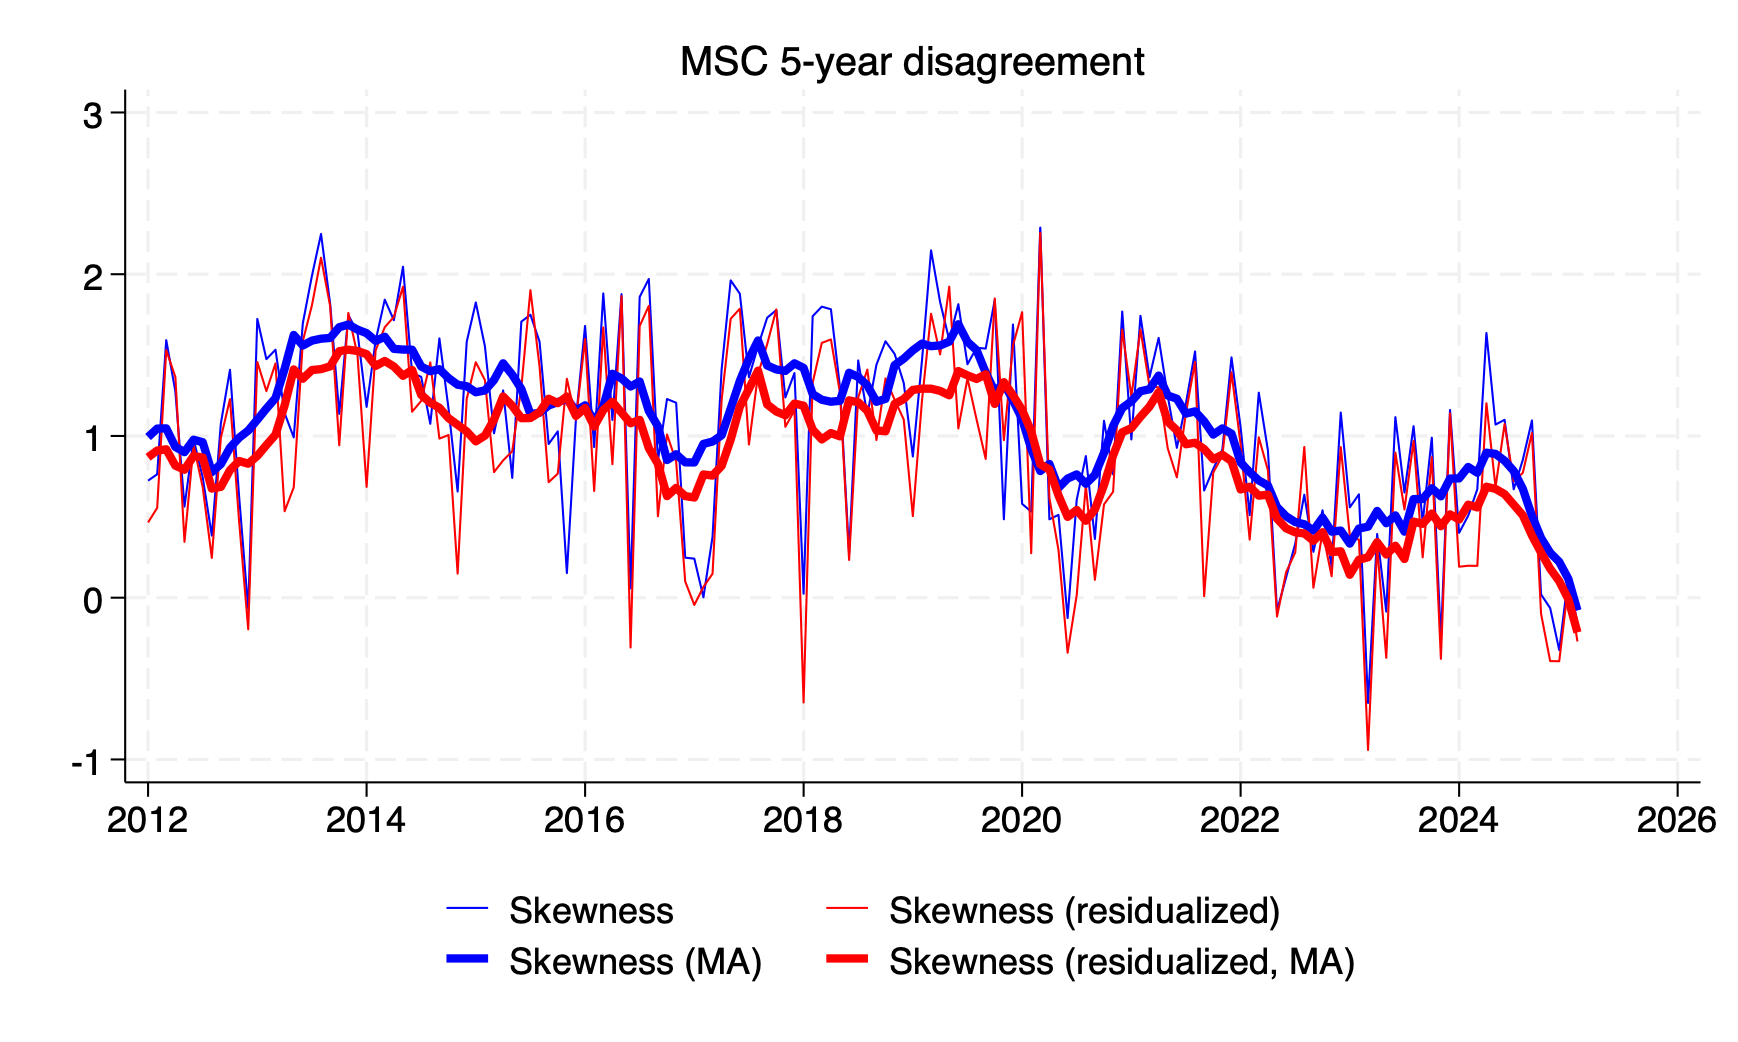 MSC 5-year disagreement
3
2
1
0
-1
2012 2014 2016 2018 2020 2022 2024 2026
Skewness Skewness (residualized)
Skewness (MA) Skewness (residualized, MA)